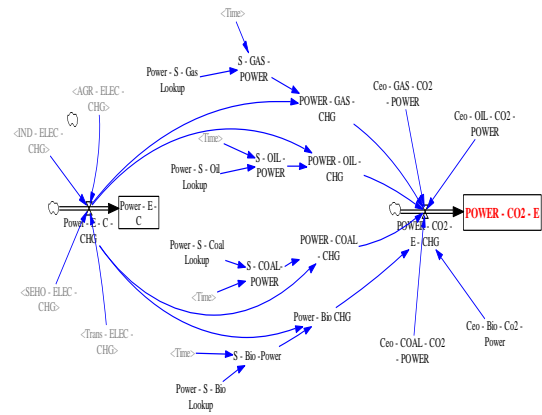 <Time>
S - GAS -
POWER
Power - S - Gas
Lookup
<AGR - ELEC -
CHG>
POWER - GAS -
CHG
Ceo - GAS - CO2
- POWER
Ceo - OIL - CO2 -
POWER
<IND - ELEC -
CHG>
<Time>
S - OIL -
POWER
POWER - OIL -
CHG
Power - S - Oil
Lookup
Power - E -
C
Power - E - C -
CHG
POWER - CO2 - E
POWER - CO2 -
E - CHG
Power - S - Coal
Lookup
POWER - COAL
- CHG
S - COAL-
POWER
<SEHO - ELEC -
CHG>
<Time>
Power - Bio CHG
<Trans - ELEC -
CHG>
Ceo - Bio - Co2 -
Power
Ceo - COAL - CO2
- POWER
<Time>
S - Bio -Power
Power - S - Bio
Lookup